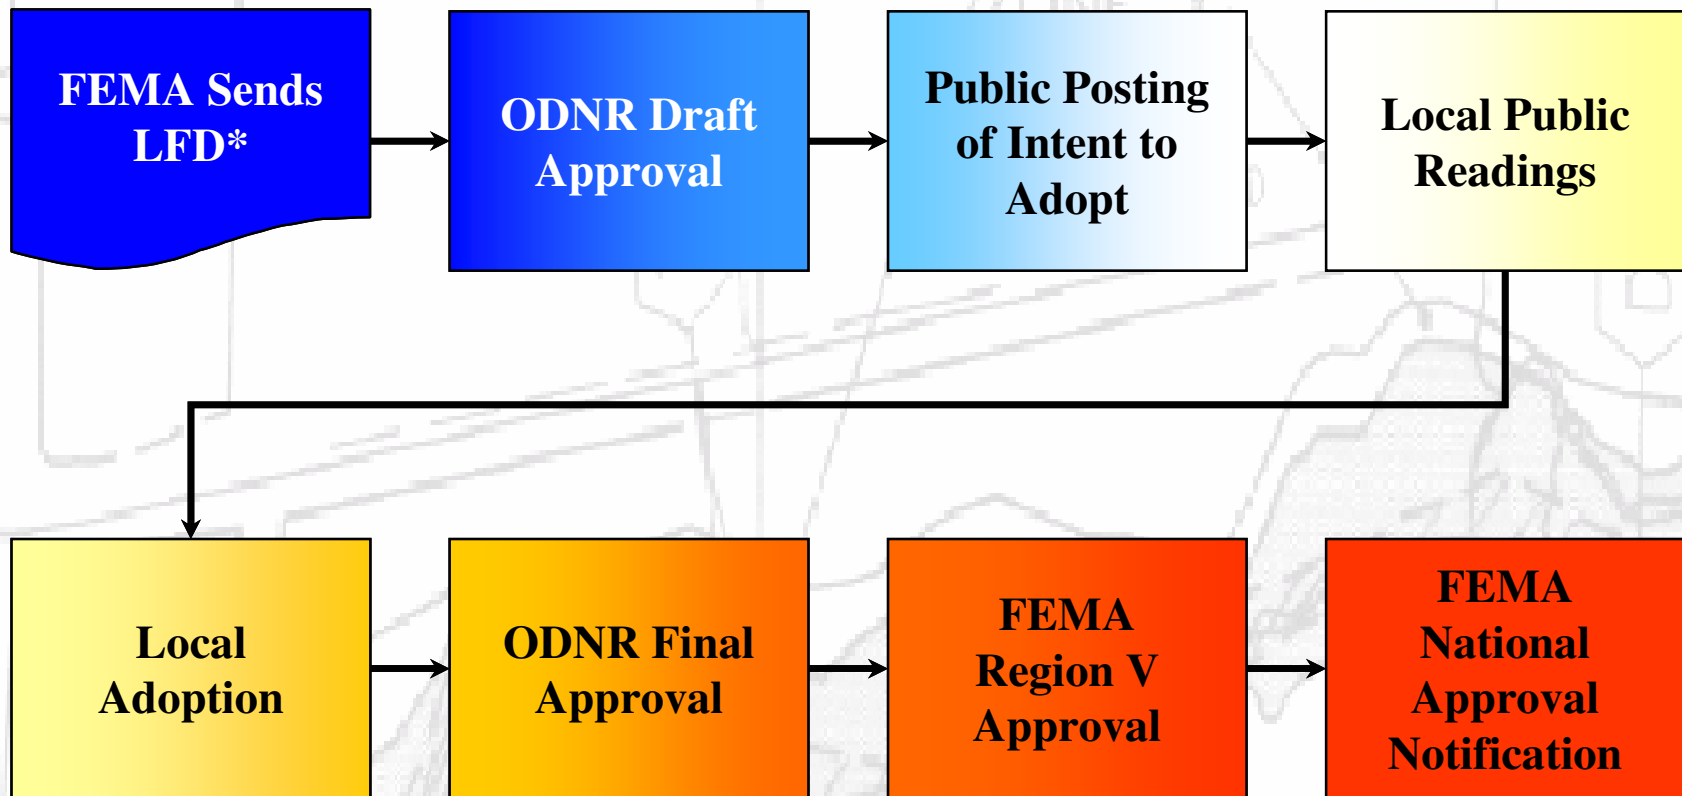 FEMA Sends
LFD*
ODNR Draft
Approval
Public Posting
of Intent to
Adopt
Local Public
Readings
Local
Adoption
ODNR Final
Approval
FEMA
Region V
Approval
FEMA
National
Approval
Notification